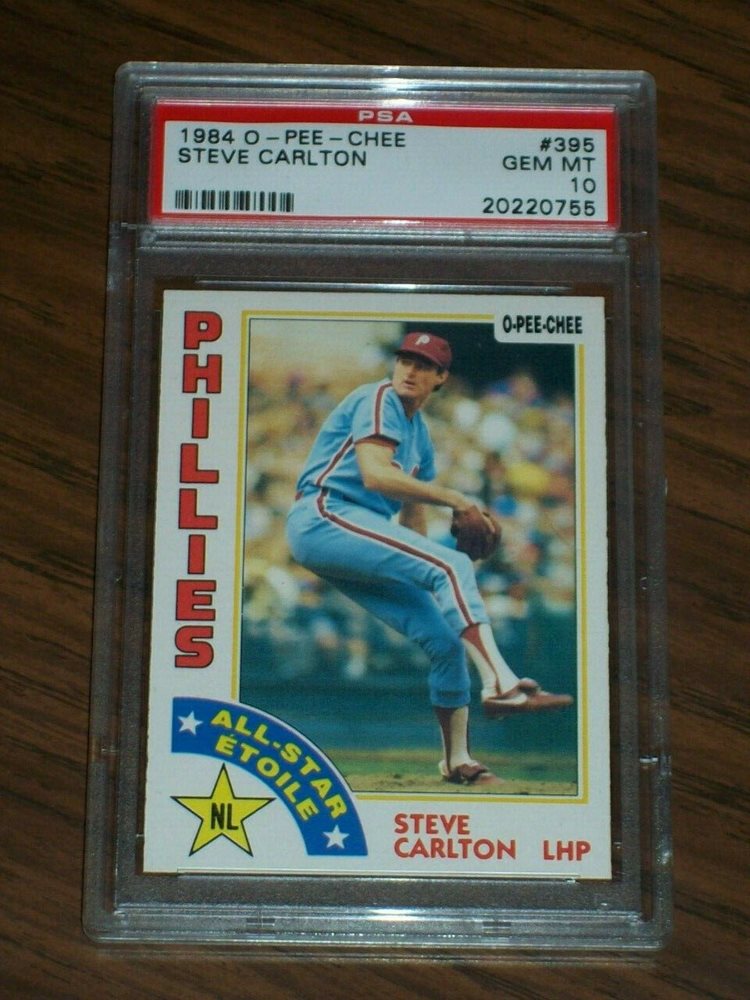 PSA
1984 O-PEE-CHEE #395
STEVE CARLTON GEM MT
10
20220755
O-PEE-CHEE
PHILLIES
P
ALL-STAR
ÉTOILE
NL
STEVE
CARLTON LHP